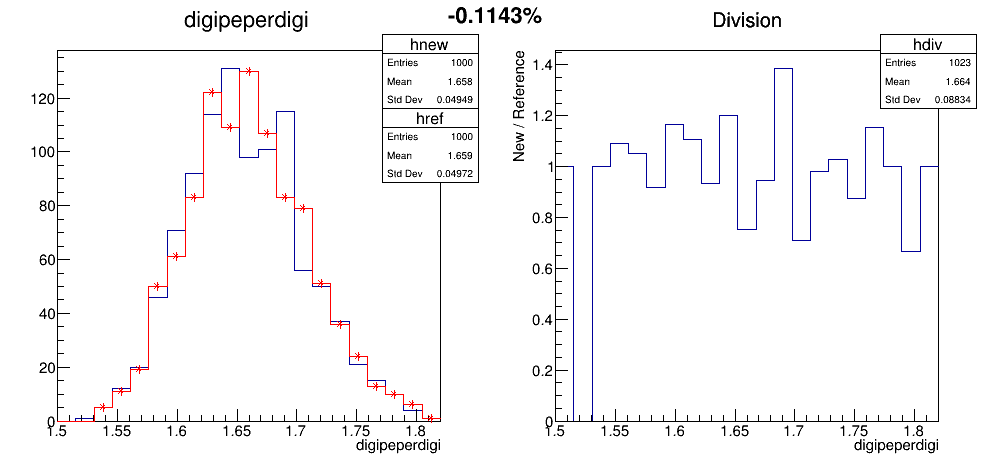 -0.1143%
digipeperdigi
hnew
Entries 1000
Mean 1.658
Std Dev 0.04949
href
Entries 1000
Mean 1.659
Std Dev 0.04972
120
100
80
60
40
20
0
1.5 1.55 1.6 1.65 1.7 1.75 1.8
digipeperdigi
Division
hdiv
Entries 1023
Mean 1.664
Std Dev 0.08834
New / Reference
1.4
1.2
1
0.8
0.6
0.4
0.2
0
1.5 1.55 1.6 1.65 1.7 1.75 1.8
digipeperdigi